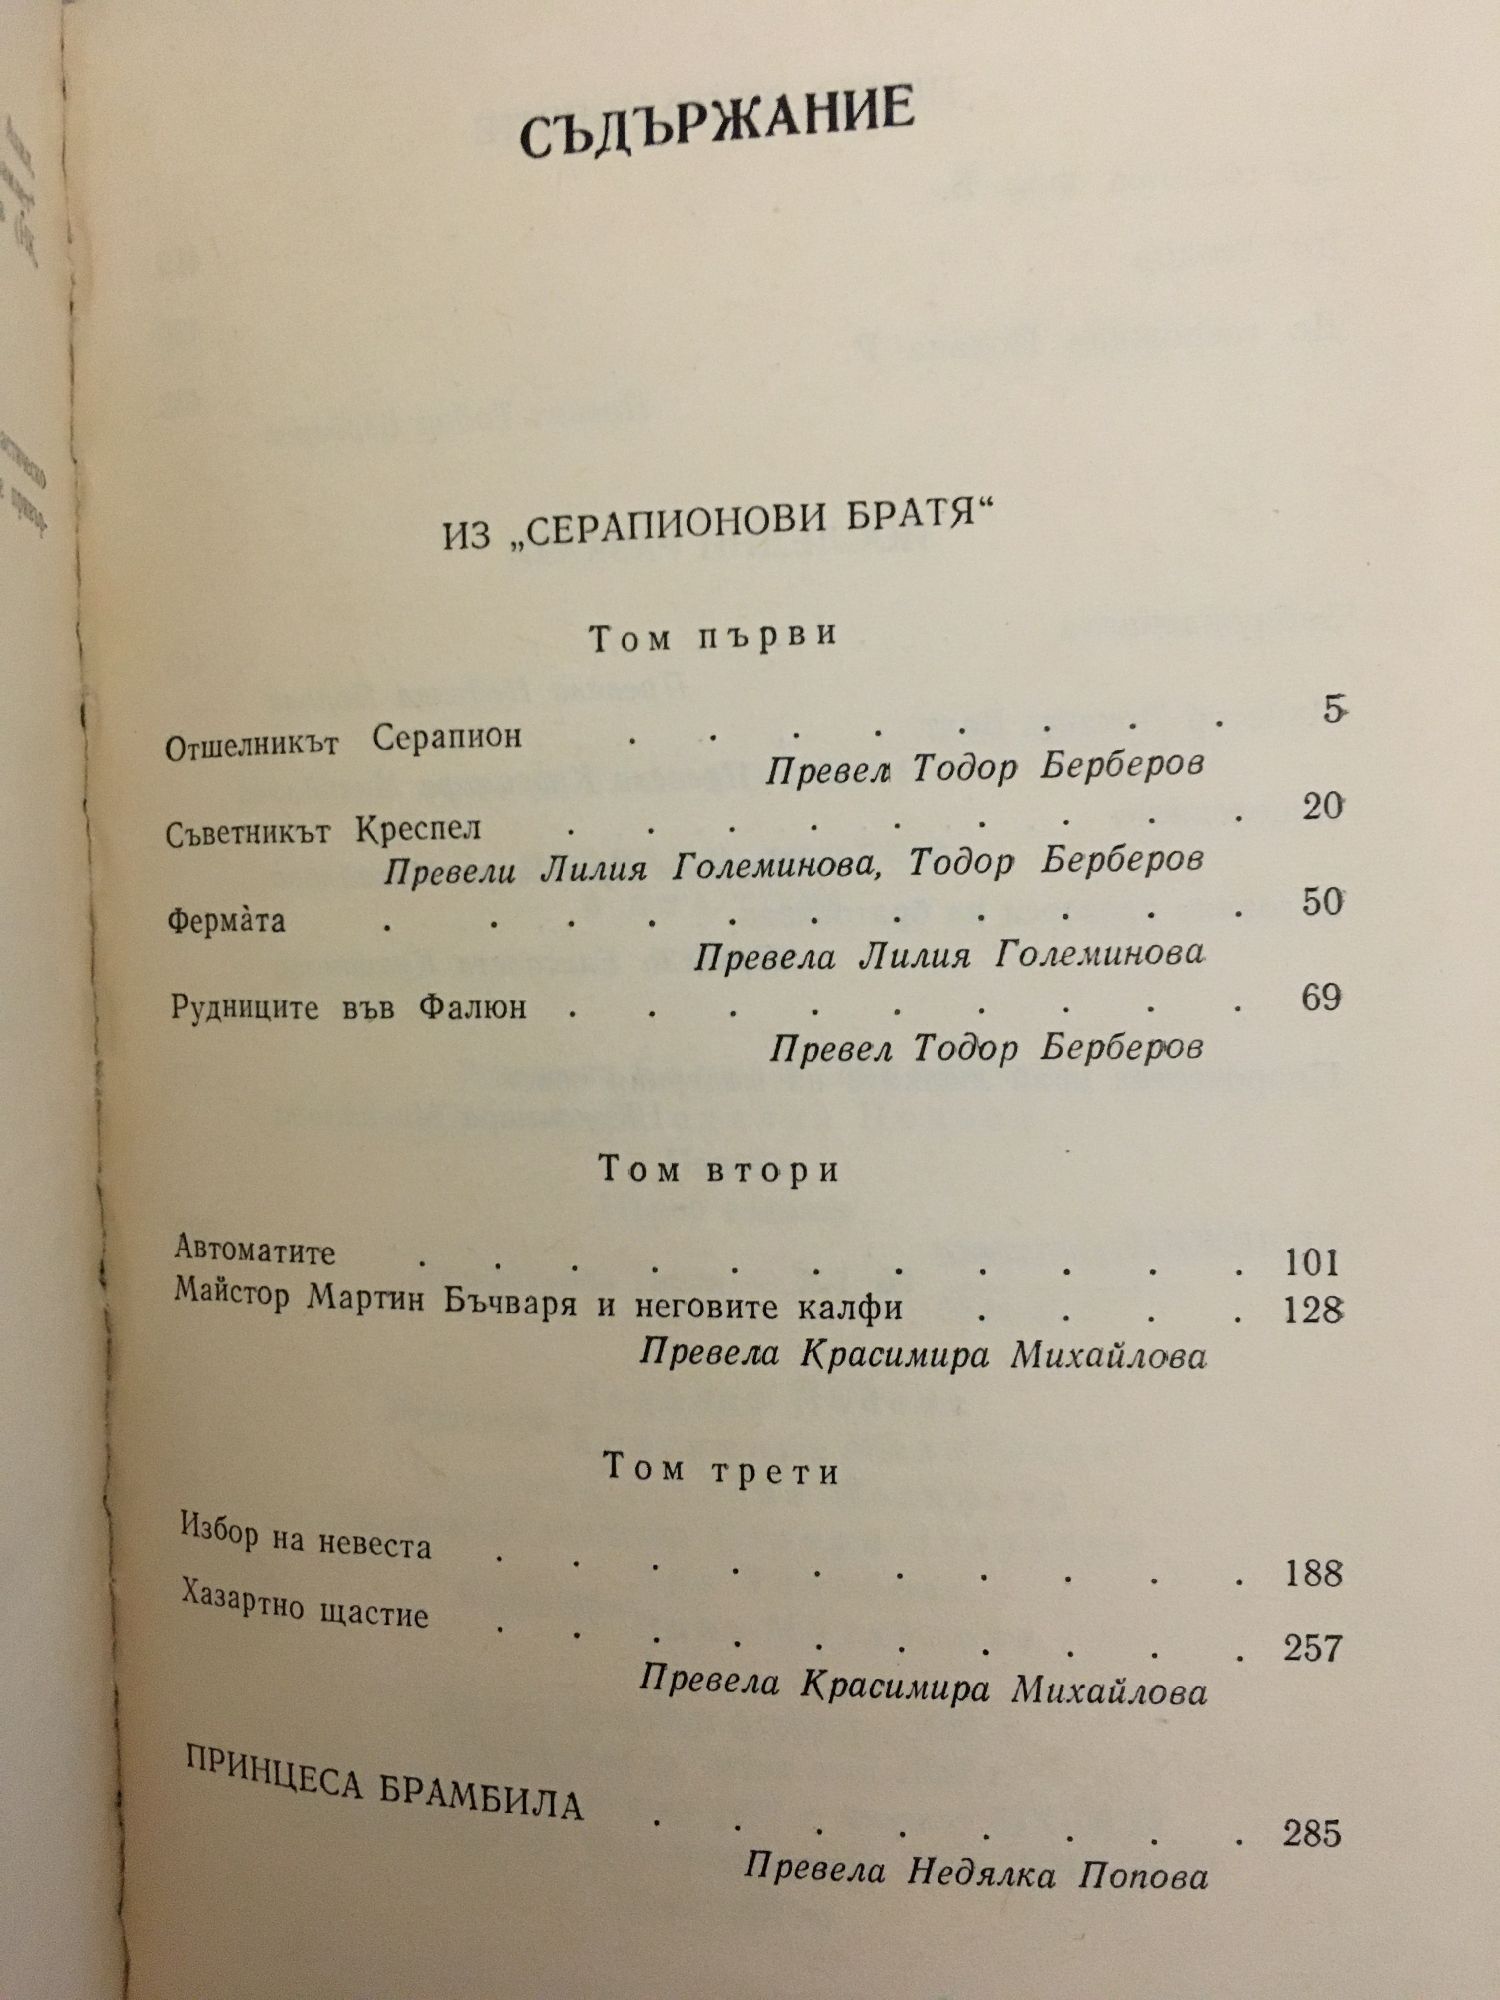 СЪДЪРЖАНИЕ
ИЗ „СЕРАПИОНОВИ БРАТЯ“
Том първи
Отшелникът Серапион . . . . . . . . 5
Превел Тодор Берберов
Съветникът Креспел . . . . . . . . . 20
Превели Лилия Големинова, Тодор Берберов
Фермàта . . . . . . . . . . . 50
Превела Лилия Големинова
Рудниците във Фалюн . . . . . . . . . 69
Превел Тодор Берберов
Том втори
Автоматите . . . . . . . . . . . 101
Майстор Мартин Бъчваря и неговите калфи . . . . 128
Превела Красимира Михайлова
Том трети
Избор на невеста . . . . . . . . . . 188
Хазартно щастие . . . . . . . . . . 257
Превела Красимира Михайлова
ПРИНЦЕСА БРАМБИЛА . . . . . . . . 285
Превела Недялка Попова